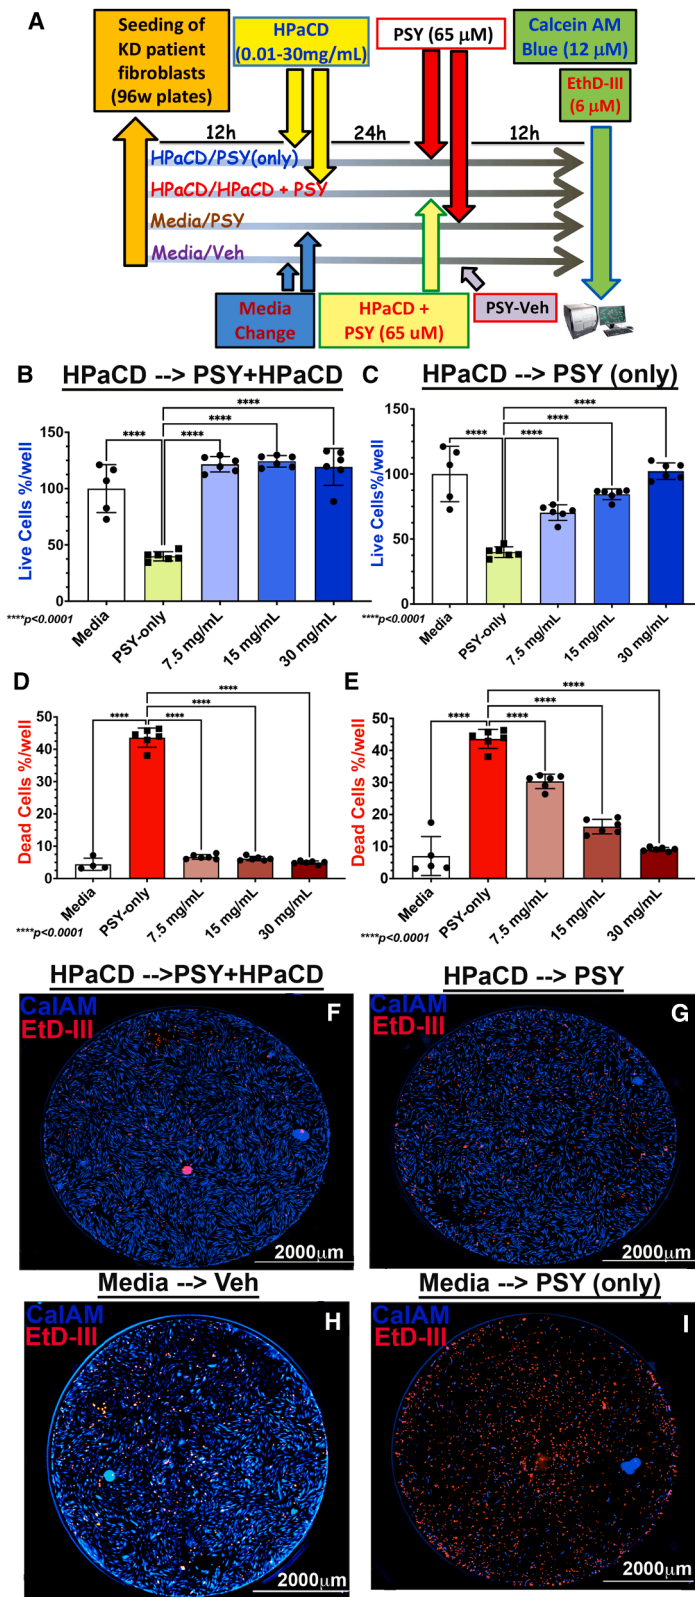 A
Seeding of
KD patient
fibroblasts
(96w plates)
HPaCD
(0.01-30mg/mL)
PSY (65 μM)
Calcein AM
Blue (12 μM)
EthD-III
(6 μM)
12h
24h
12h
HPaCD/PSY(only)
HPaCD/HPaCD + PSY
Media/PSY
Media/Veh
Media
Change
HPaCD +
PSY (65 uM)
PSY-Veh
B
HPaCD --> PSY+HPaCD
Live Cells%/well
150
100
50
0
****
****
****
****
Media
PSY-only
7.5 mg/mL
15 mg/mL
30 mg/mL
****p<0.0001
C
HPaCD --> PSY (only)
Live Cells%/well
150
100
50
0
****
****
****
****
Media
PSY-only
7.5 mg/mL
15 mg/mL
30 mg/mL
****p<0.0001
D
Dead Cells %/well
50
40
30
20
10
0
****
****
****
****
Media
PSY-only
7.5 mg/mL
15 mg/mL
30 mg/mL
****p<0.0001
E
Dead Cells %/well
50
40
30
20
10
0
****
****
****
****
Media
PSY-only
7.5 mg/mL
15 mg/mL
30 mg/mL
****p<0.0001
HPaCD -->PSY+HPaCD
CalAM
EtD-III
F
2000μm
HPaCD --> PSY
CalAM
EtD-III
G
2000μm
Media --> Veh
CalAM
EtD-III
H
2000μm
Media --> PSY (only)
CalAM
EtD-III
I
2000μm